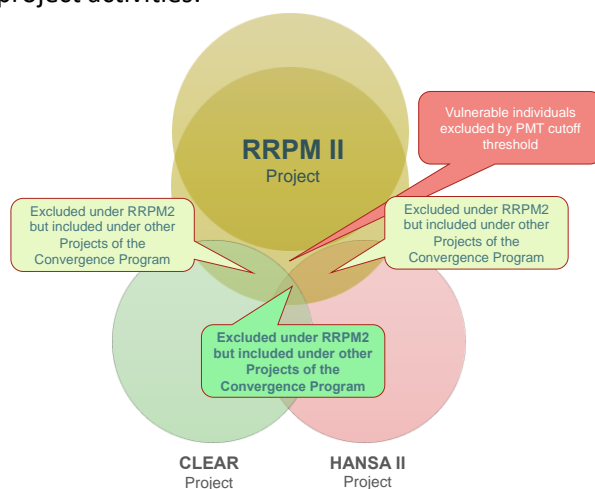 project activities.
Vulnerable individuals
excluded by PMT cutoff
threshold
RRPM II
Project
Excluded under RRPM2
but included under other
Projects of the
Convergence Program
Excluded under RRPM2
but included under other
Projects of the
Convergence Program
Excluded under RRPM2
but included under other
Projects of the
Convergence Program
CLEAR
Project
HANSA II
Project